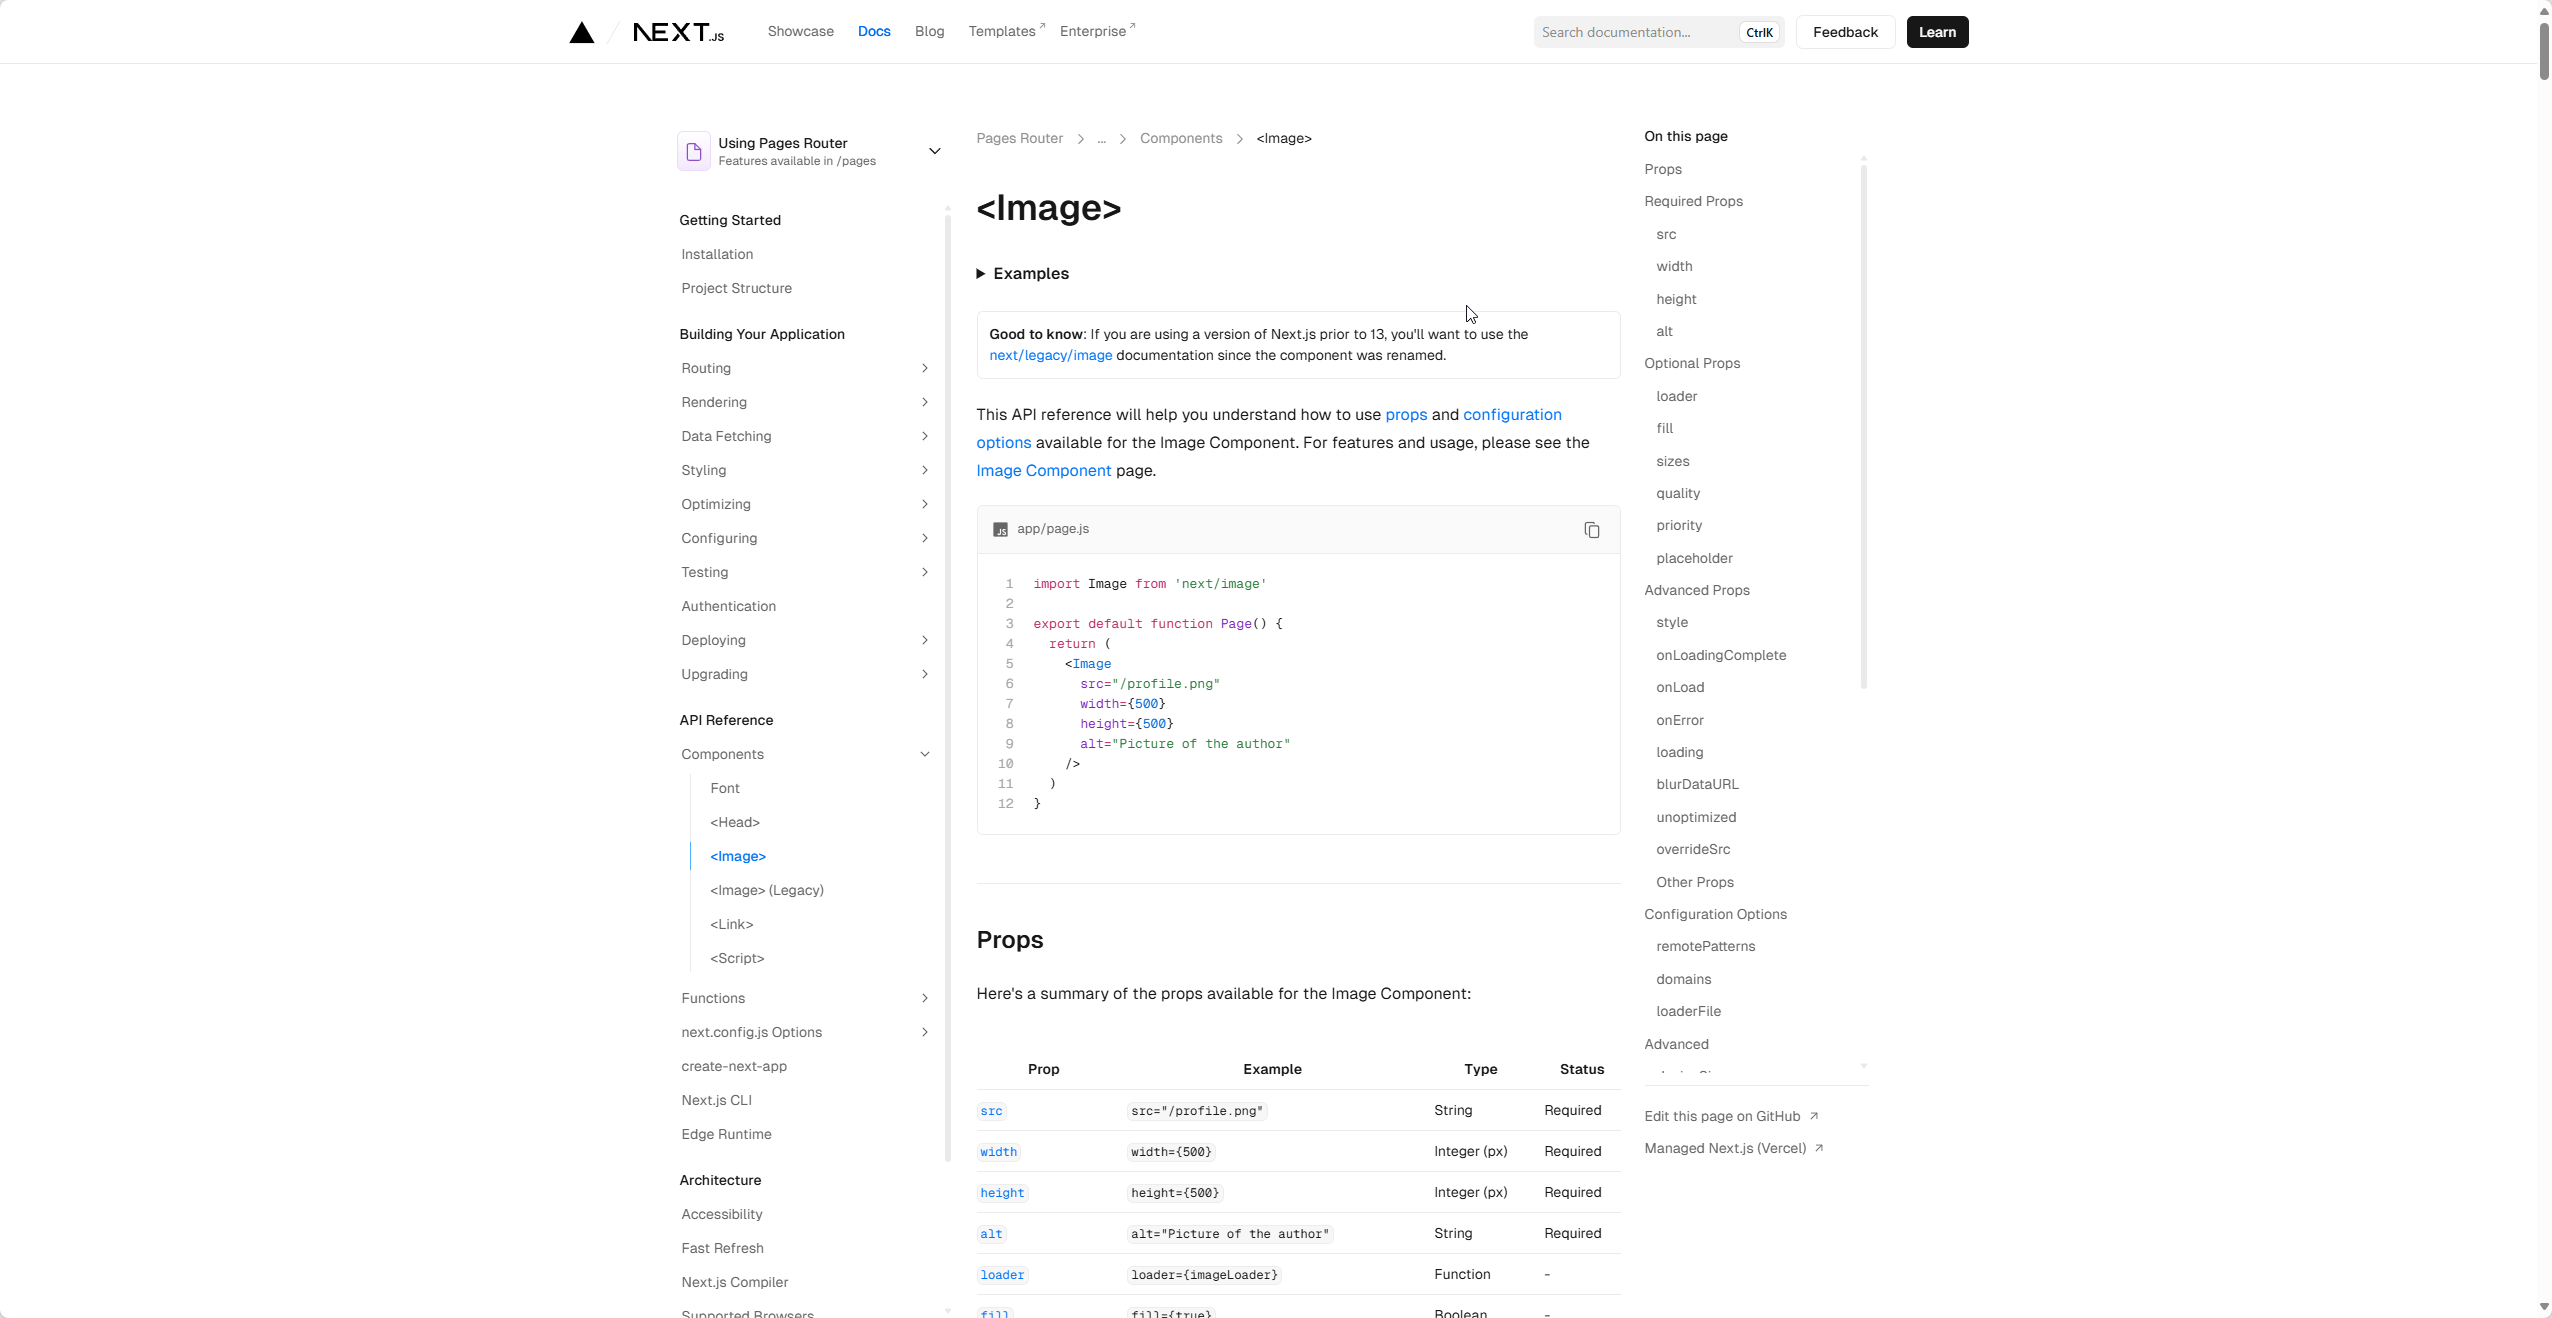 NEXT.JS
Showcase
Docs
Blog
Templates
Enterprise
Search documentation...
CtrlK
Feedback
Learn
Using Pages Router
Features available in /pages
Getting Started
Installation
Project Structure
Building Your Application
Routing
Rendering
Data Fetching
Styling
Optimizing
Configuring
Testing
Authentication
Deploying
Upgrading
API Reference
Components
Font
<Head>
<Image>
<Image> (Legacy)
<Link>
<Script>
Functions
next.config.js Options
create-next-app
Next.js CLI
Edge Runtime
Architecture
Accessibility
Fast Refresh
Next.js Compiler
Supported Browsers
Pages Router > ... > Components > <Image>
<Image>
Examples
Good to know: If you are using a version of Next.js prior to 13, you'll want to use the
next/legacy/image documentation since the component was renamed.
This API reference will help you understand how to use props and configuration
options available for the Image Component. For features and usage, please see the
Image Component page.
JS app/page.js
1 import Image from 'next/image'
2
3 export default function Page() {
4   return (
5     <Image
6       src="/profile.png"
7       width={500}
8       height={500}
9       alt="Picture of the author"
10     />
11   )
12 }
Props
Here's a summary of the props available for the Image Component:
Prop Example Type Status
src src="/profile.png" String Required
width width={500} Integer (px) Required
height height={500} Integer (px) Required
alt alt="Picture of the author" String Required
loader loader={imageLoader} Function -
fill fill={true} Boolean -
On this page
Props
Required Props
src
width
height
alt
Optional Props
loader
fill
sizes
quality
priority
placeholder
Advanced Props
style
onLoadingComplete
onLoad
onError
loading
blurDataURL
unoptimized
overrideSrc
Other Props
Configuration Options
remotePatterns
domains
loaderFile
Advanced
Edit this page on GitHub
Managed Next.js (Vercel)